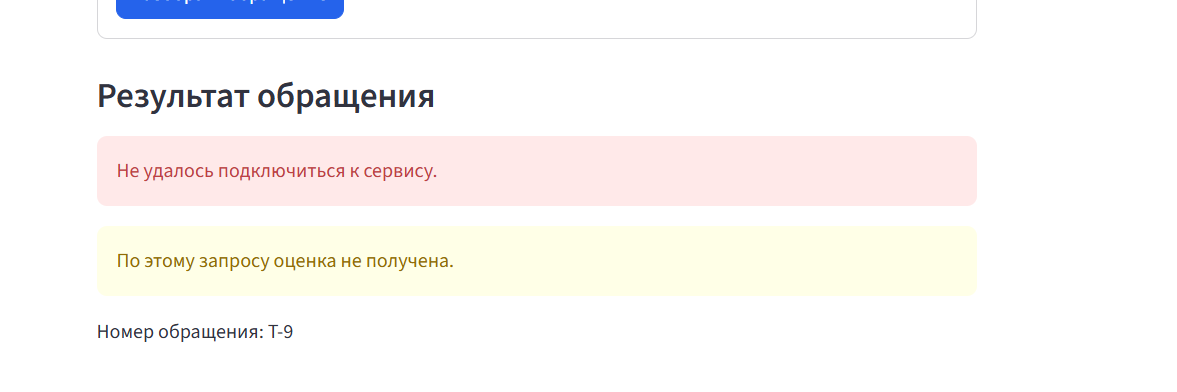 Результат обращения
Не удалось подключиться к сервису.
По этому запросу оценка не получена.
Номер обращения: Т-9